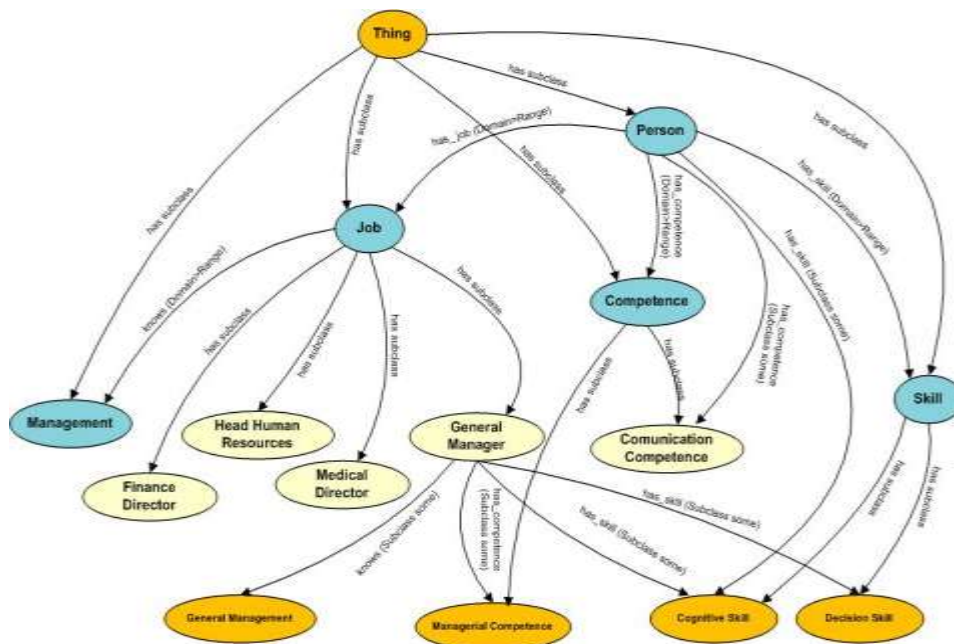 Thing
has subclass
Person
has subclass
has_job (Domain>Range)
has subclass
has subclass
has_skill (Domain>Range)
has subclass
has_competence
(Domain>Range)
Job
has_skill (Subclass some)
knows (Domain>Range)
has subclass
Competence
has subclass
has subclass
has subclass
has_competence
(Subclass some)
has subclass
has subclass
Skill
Management
Head Human
Resources
General
Manager
Comunication
Competence
Finance
Director
Medical
Director
has subclass
has subclass
knows (Subclass some)
has_competence
(Subclass some)
has_skill (Subclass some)
has_skill (Subclass some)
General Management
Managerial Competence
Cognitive Skill
Decision Skill